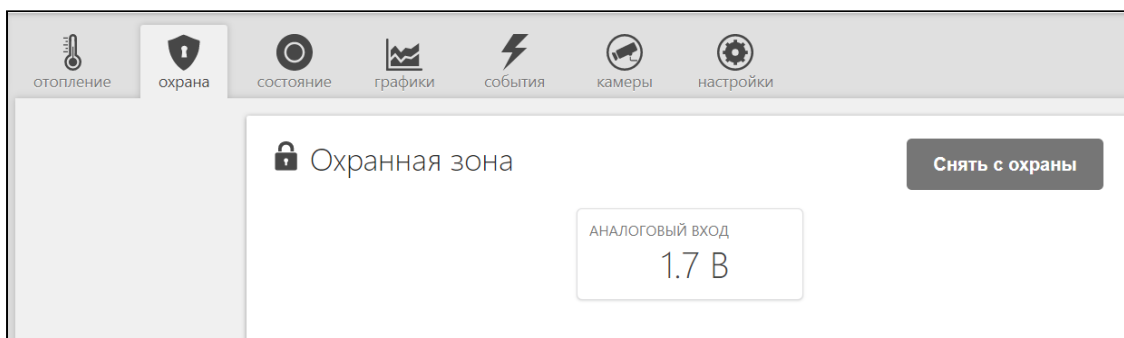 отопление охрана состояние графики события камеры настройки
Охранная зона
Снять с охраны
АНАЛОГОВЫЙ ВХОД
1.7 В